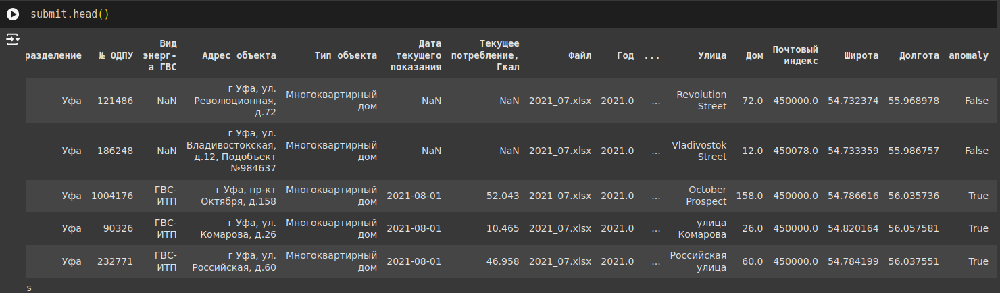 submit.head()
разделение № ОДПУ Вид энерг-а ГВС Адрес объекта Тип объекта Дата текущего показания Текущее потребление, Гкал Файл Год ... Улица Дом Почтовый индекс Широта Долгота anomaly
Уфа 121486 NaN г Уфа, ул. Революционная, д.72 Многоквартирный дом NaN NaN 2021_07.xlsx 2021.0 ... Revolution Street 72.0 450000.0 54.732374 55.968978 False
Уфа 186248 NaN г Уфа, ул. Владивостокская, д.12, Подобъект №984637 Многоквартирный дом NaN NaN 2021_07.xlsx 2021.0 ... Vladivostok Street 12.0 450078.0 54.733359 55.986757 False
Уфа 1004176 ГВС-ИТП г Уфа, пр-кт Октября, д.158 Многоквартирный дом 2021-08-01 52.043 2021_07.xlsx 2021.0 ... October Prospect 158.0 450000.0 54.786616 56.035736 True
Уфа 90326 ГВС-ИТП г Уфа, ул. Комарова, д.26 Многоквартирный дом 2021-08-01 10.465 2021_07.xlsx 2021.0 ... улица Комарова 26.0 450000.0 54.820164 56.057581 True
Уфа 232771 ГВС-ИТП г Уфа, ул. Российская, д.60 Многоквартирный дом 2021-08-01 46.958 2021_07.xlsx 2021.0 ... Российская улица 60.0 450000.0 54.784199 56.037551 True
s